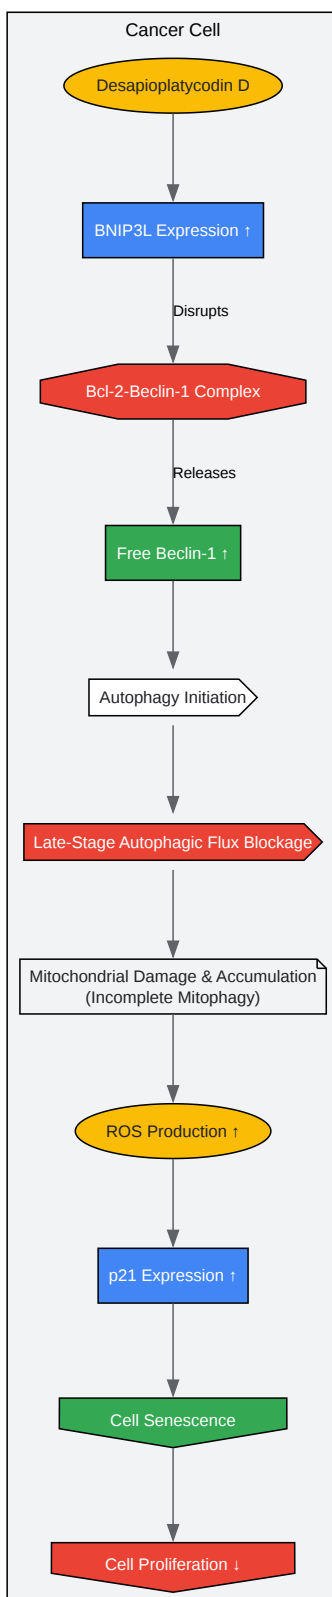 Cancer Cell
Desapioplatycodin D
BNIP3L Expression ↑
Disrupts
Bcl-2-Beclin-1 Complex
Releases
Free Beclin-1 ↑
Autophagy Initiation
Late-Stage Autophagic Flux Blockage
Mitochondrial Damage & Accumulation
(Incomplete Mitophagy)
ROS Production ↑
p21 Expression ↑
Cell Senescence
Cell Proliferation ↓